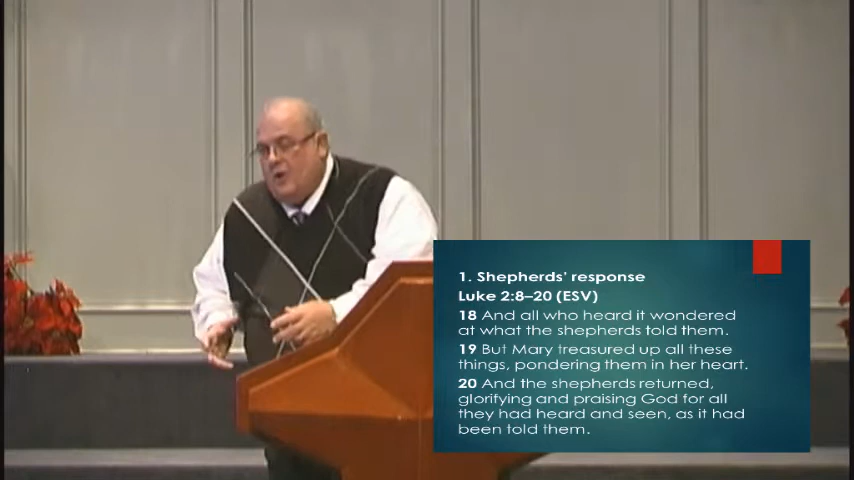 1. Shepherds' response
Luke 2:8–20 (ESV)
18 And all who heard it wondered
at what the shepherds told them.
19 But Mary treasured up all these
things, pondering them in her heart.
20 And the shepherds returned,
glorifying and praising God for all
they had heard and seen, as it had
been told them.